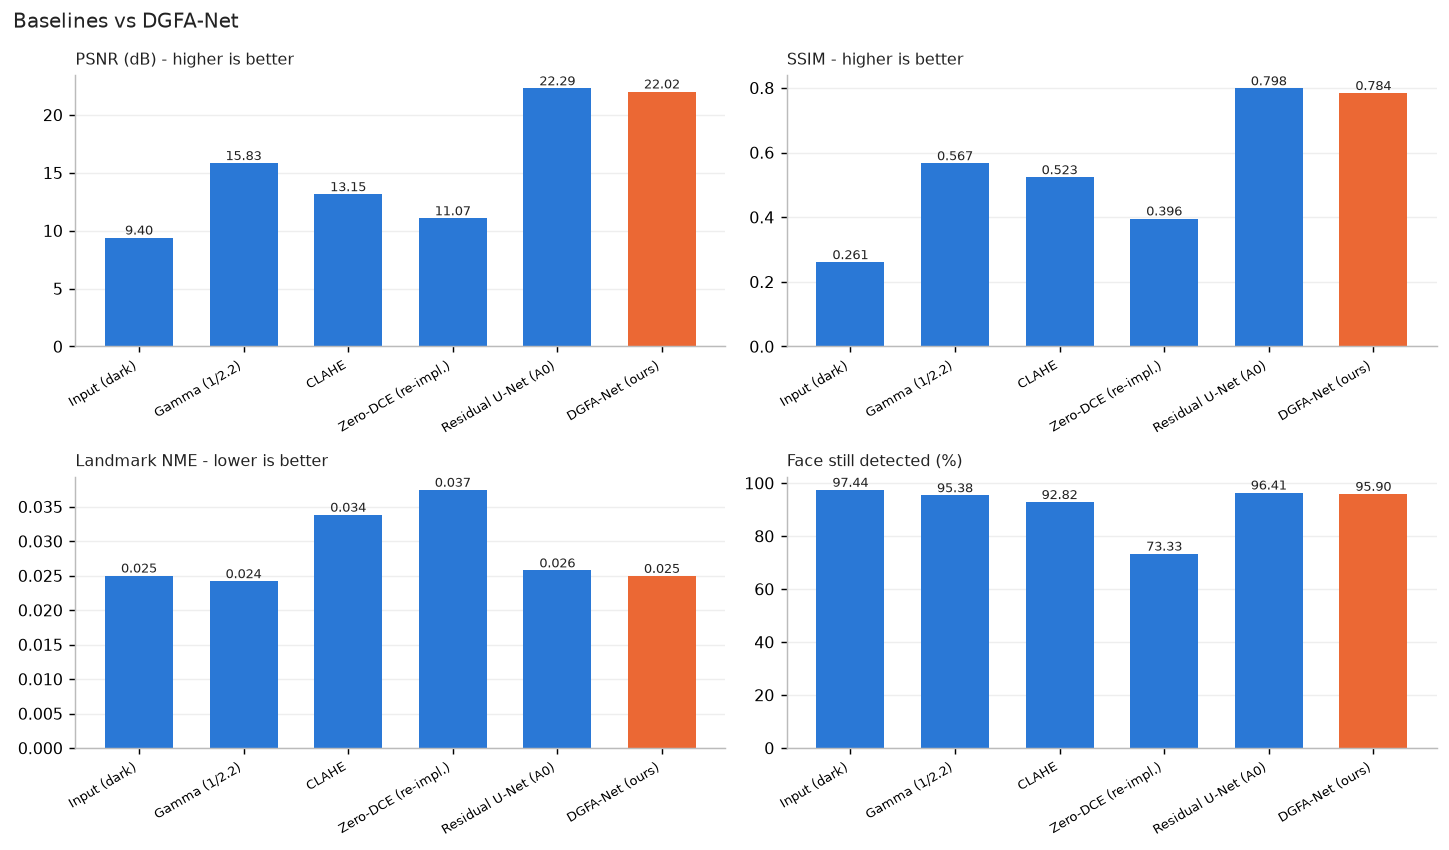 Baselines vs DGFA-Net
PSNR (dB) - higher is better
20
15
10
5
0
9.40
15.83
13.15
11.07
22.29
22.02
Input (dark)
Gamma (1/2.2)
CLAHE
Zero-DCE (re-impl.)
Residual U-Net (A0)
DGFA-Net (ours)
SSIM - higher is better
0.8
0.6
0.4
0.2
0.0
0.261
0.567
0.523
0.396
0.798
0.784
Input (dark)
Gamma (1/2.2)
CLAHE
Zero-DCE (re-impl.)
Residual U-Net (A0)
DGFA-Net (ours)
Landmark NME - lower is better
0.035
0.030
0.025
0.020
0.015
0.010
0.005
0.000
0.025
0.024
0.034
0.037
0.026
0.025
Input (dark)
Gamma (1/2.2)
CLAHE
Zero-DCE (re-impl.)
Residual U-Net (A0)
DGFA-Net (ours)
Face still detected (%)
100
80
60
40
20
0
97.44
95.38
92.82
73.33
96.41
95.90
Input (dark)
Gamma (1/2.2)
CLAHE
Zero-DCE (re-impl.)
Residual U-Net (A0)
DGFA-Net (ours)